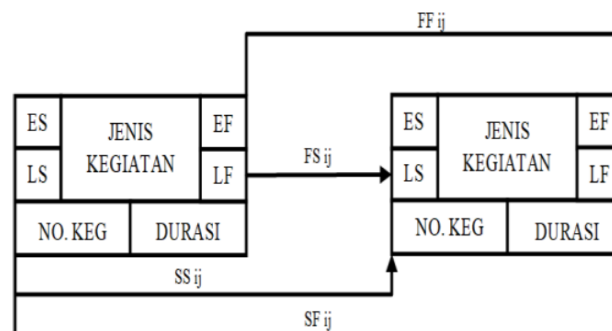 FF ij
ES
JENIS
KEGIATAN
EF
LS
LF
NO. KEG
DURASI
FS ij
ES
JENIS
KEGIATAN
EF
LS
LF
NO. KEG
DURASI
SS ij
SF ij